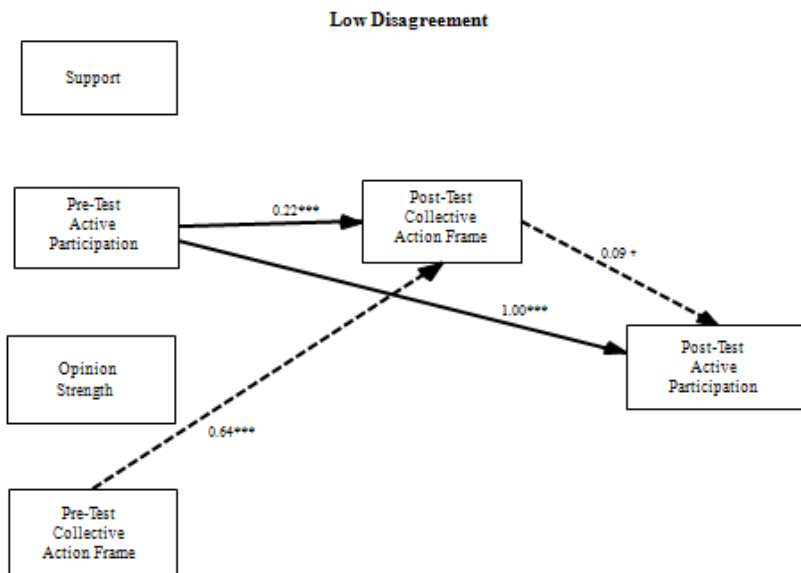 Low Disagreement
Support
Pre-Test
Active
Participation
0.22***
Post-Test
Collective
Action Frame
0.09 +
1.00***
Post-Test
Active
Participation
Opinion
Strength
0.64***
Pre-Test
Collective
Action Frame